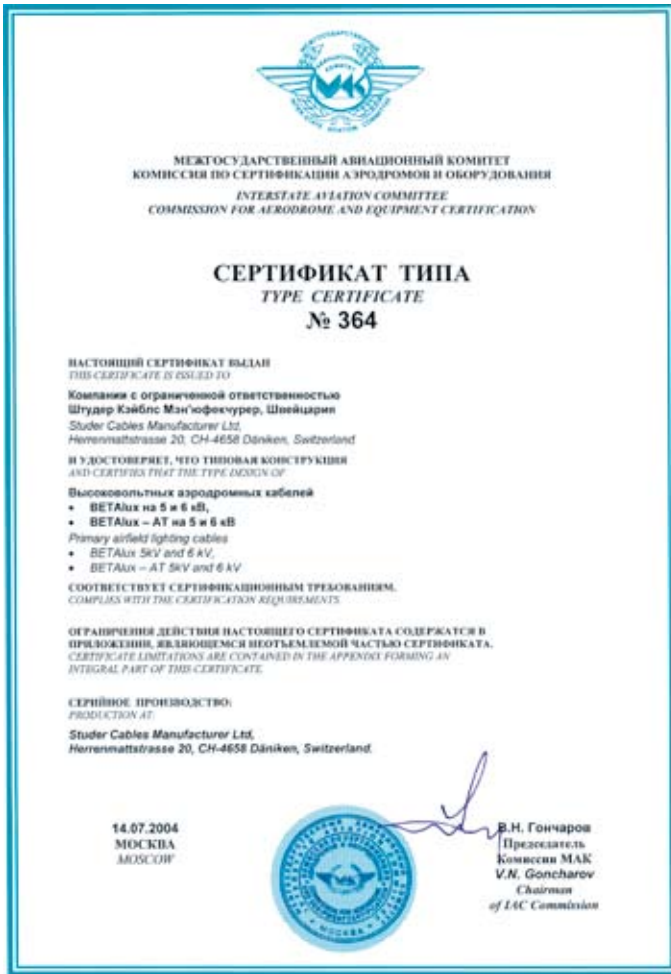 МАК
МЕЖГОСУДАРСТВЕННЫЙ АВИАЦИОННЫЙ КОМИТЕТ
КОМИССИЯ ПО СЕРТИФИКАЦИИ АЭРОДРОМОВ И ОБОРУДОВАНИЯ
INTERSTATE AVIATION COMMITTEE
COMMISSION FOR AERODROME AND EQUIPMENT CERTIFICATION
СЕРТИФИКАТ ТИПА
TYPE CERTIFICATE
№ 364
НАСТОЯЩИЙ СЕРТИФИКАТ ВЫДАН
THIS CERTIFICATE IS ISSUED TO
Компании с ограниченной ответственностью
Штудер Кэйблс Мэн'юфекчурер, Швейцария
Studer Cables Manufacturer Ltd,
Herrenmattstrasse 20, CH-4658 Däniken, Switzerland
И УДОСТОВЕРЯЕТ, ЧТО ТИПОВАЯ КОНСТРУКЦИЯ
AND CERTIFIES THAT THE TYPE DESIGN OF
Высоковольтных аэродромных кабелей
• BETAlux на 5 и 6 кВ,
• BETAlux – AT на 5 и 6 кВ
Primary airfield lighting cables
• BETAlux 5kV and 6 kV,
• BETAlux – AT 5kV and 6 kV
СООТВЕТСТВУЕТ СЕРТИФИКАЦИОННЫМ ТРЕБОВАНИЯМ.
COMPLIES WITH THE CERTIFICATION REQUIREMENTS
ОГРАНИЧЕНИЯ ДЕЙСТВИЯ НАСТОЯЩЕГО СЕРТИФИКАТА СОДЕРЖАТСЯ В
ПРИЛОЖЕНИИ, ЯВЛЯЮЩЕМСЯ НЕОТЪЕМЛЕМОЙ ЧАСТЬЮ СЕРТИФИКАТА.
CERTIFICATE LIMITATIONS ARE CONTAINED IN THE APPENDIX FORMING AN
INTEGRAL PART OF THIS CERTIFICATE
СЕРИЙНОЕ ПРОИЗВОДСТВО:
PRODUCTION AT:
Studer Cables Manufacturer Ltd,
Herrenmattstrasse 20, CH-4658 Däniken, Switzerland.
14.07.2004
МОСКВА
MOSCOW
В.Н. Гончаров
Председатель
Комиссии МАК
V.N. Goncharov
Chairman
of IAC Commission
МОСКВА